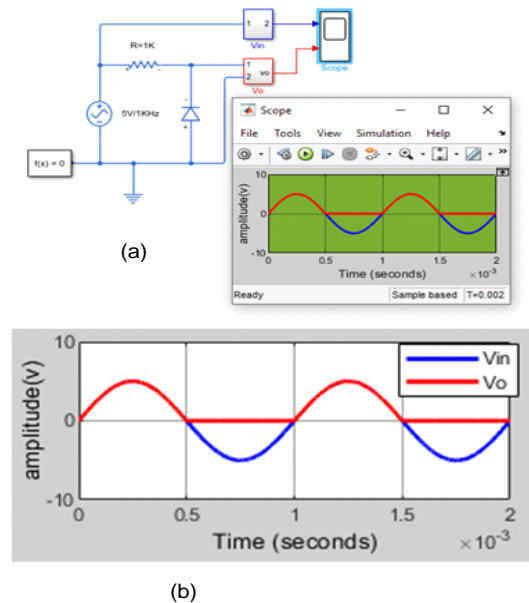 1 2
Vin
Scope
R=1K
+ -
1
2
vo
Vo
-
+
5V/1KHz
f(x) = 0
Scope
File Tools View Simulation Help
10
0
-10
amplitude(v)
0 0.5 1 1.5 2
Time (seconds) ×10-3
Ready Sample based T=0.002
(a)
10
0
-10
amplitude(v)
Vin
Vo
0 0.5 1 1.5 2
Time (seconds) ×10-3
(b)